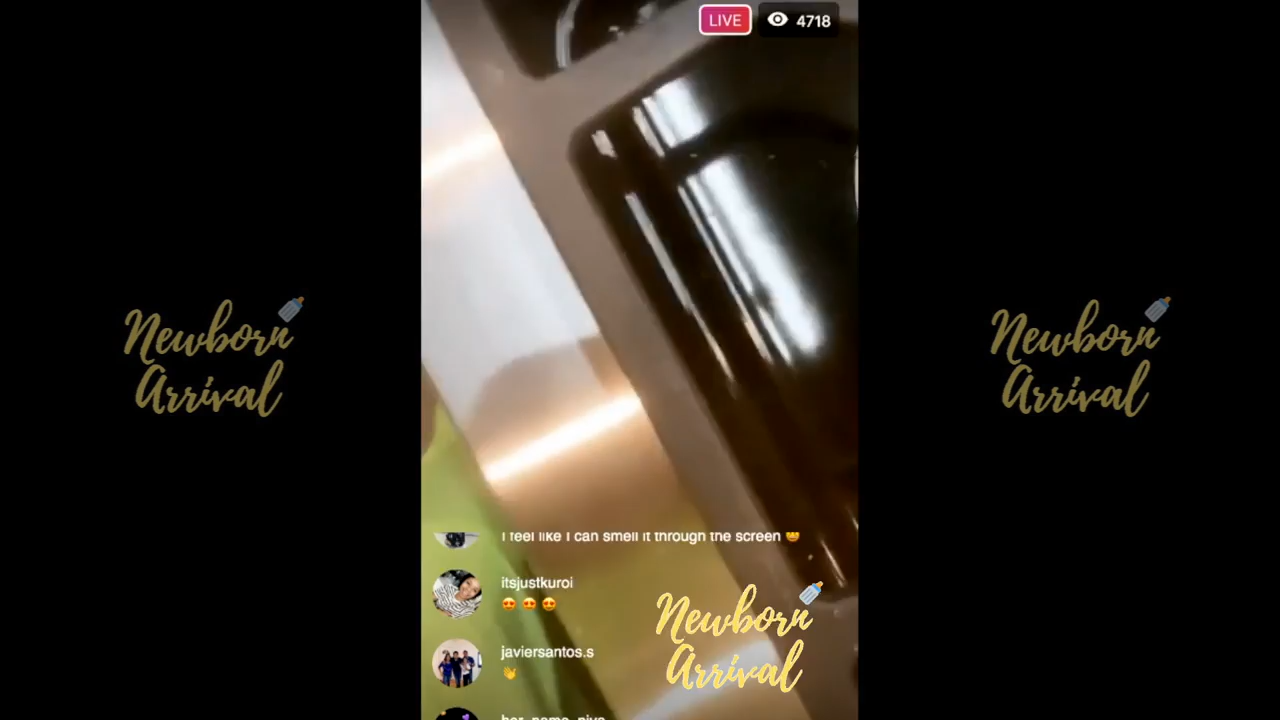 LIVE 4718
Newborn
Arrival
Newborn
Arrival
I feel like I can smell it through the screen 🤩
itsjustkuroi
😍 😍 😍
javiersantos.s
👋
Newborn
Arrival